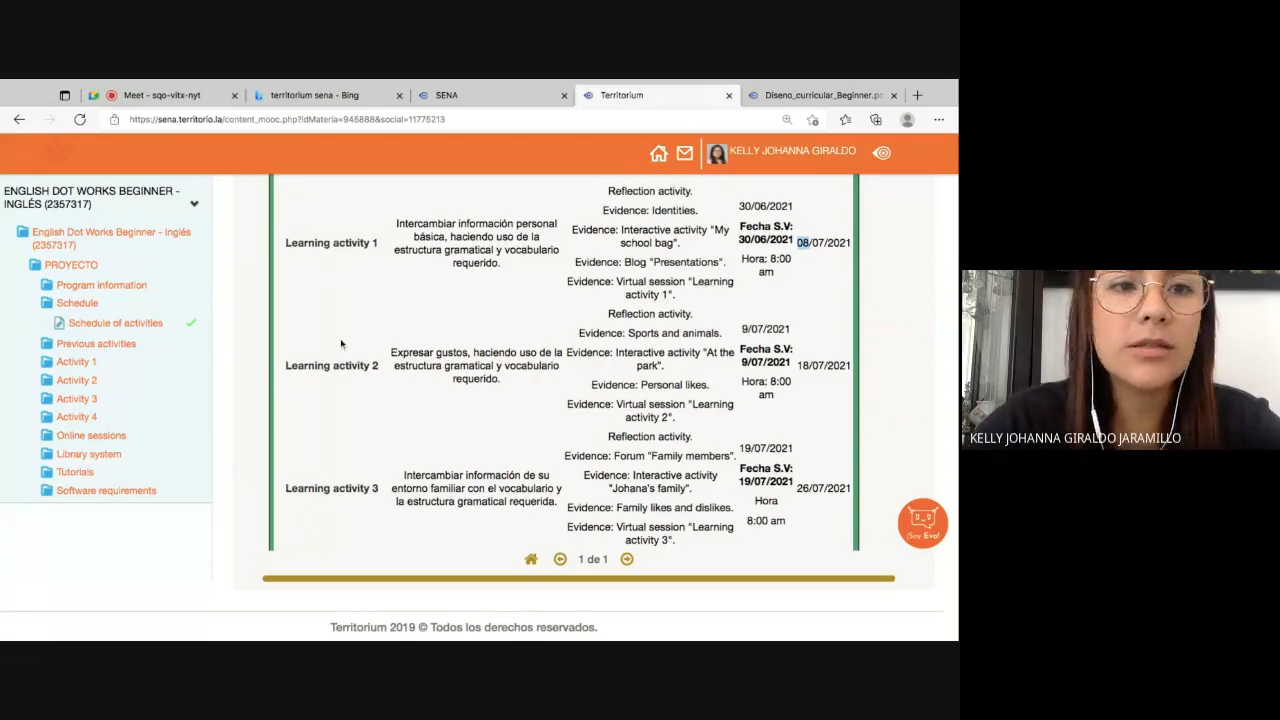 Meet - sqo-vitx-nyt
territorium sena - Bing
SENA
Territorium
Diseno_curricular_Beginner.pd
https://sena.territorio.la/content_mooc.php?idMateria=945888&social=11775213
KELLY JOHANNA GIRALDO
ENGLISH DOT WORKS BEGINNER -
INGLÉS (2357317)
English Dot Works Beginner - Inglés
(2357317)
PROYECTO
Program information
Schedule
Schedule of activities
Previous activities
Activity 1
Activity 2
Activity 3
Activity 4
Online sessions
Library system
Tutorials
Software requirements
Learning activity 1
Intercambiar información personal
básica, haciendo uso de la
estructura gramatical y vocabulario
requerido.
Reflection activity.
Evidence: Identities.
Evidence: Interactive activity "My
school bag".
Evidence: Blog "Presentations".
Evidence: Virtual session "Learning
activity 1".
30/06/2021
Fecha S.V:
30/06/2021
Hora: 8:00
am
08/07/2021
Learning activity 2
Expresar gustos, haciendo uso de la
estructura gramatical y vocabulario
requerido.
Reflection activity.
Evidence: Sports and animals.
Evidence: Interactive activity "At the
park".
Evidence: Personal likes.
Evidence: Virtual session "Learning
activity 2".
9/07/2021
Fecha S.V:
9/07/2021
Hora: 8:00
am
18/07/2021
Learning activity 3
Intercambiar información de su
entorno familiar con el vocabulario y
la estructura gramatical requerida.
Reflection activity.
Evidence: Forum "Family members".
Evidence: Interactive activity
"Johana's family".
Evidence: Family likes and dislikes.
Evidence: Virtual session "Learning
activity 3".
19/07/2021
Fecha S.V:
19/07/2021
Hora
8:00 am
26/07/2021
1 de 1
¡Soy Evo!
Territorium 2019 © Todos los derechos reservados.
KELLY JOHANNA GIRALDO JARAMILLO